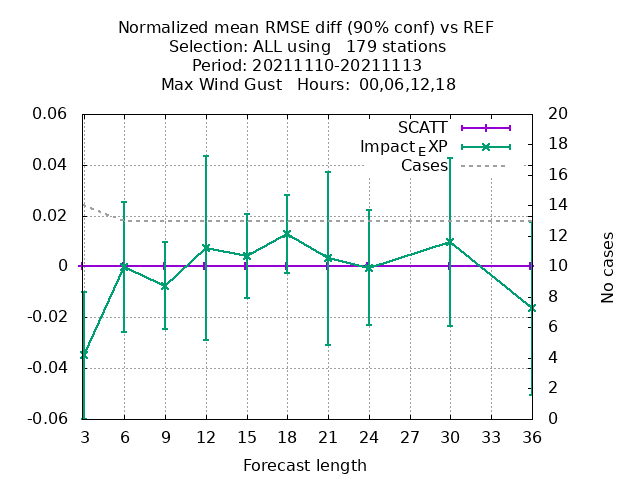 Normalized mean RMSE diff (90% conf) vs REF
Selection: ALL using   179 stations
Period: 20211110-20211113
Max Wind Gust   Hours: 00,06,12,18
SCATT
Impact_EXP
Cases
0.06
0.04
0.02
0
-0.02
-0.04
-0.06
20
18
16
14
12
10
8
6
4
2
0
No cases
3 6 9 12 15 18 21 24 27 30 33 36
Forecast length